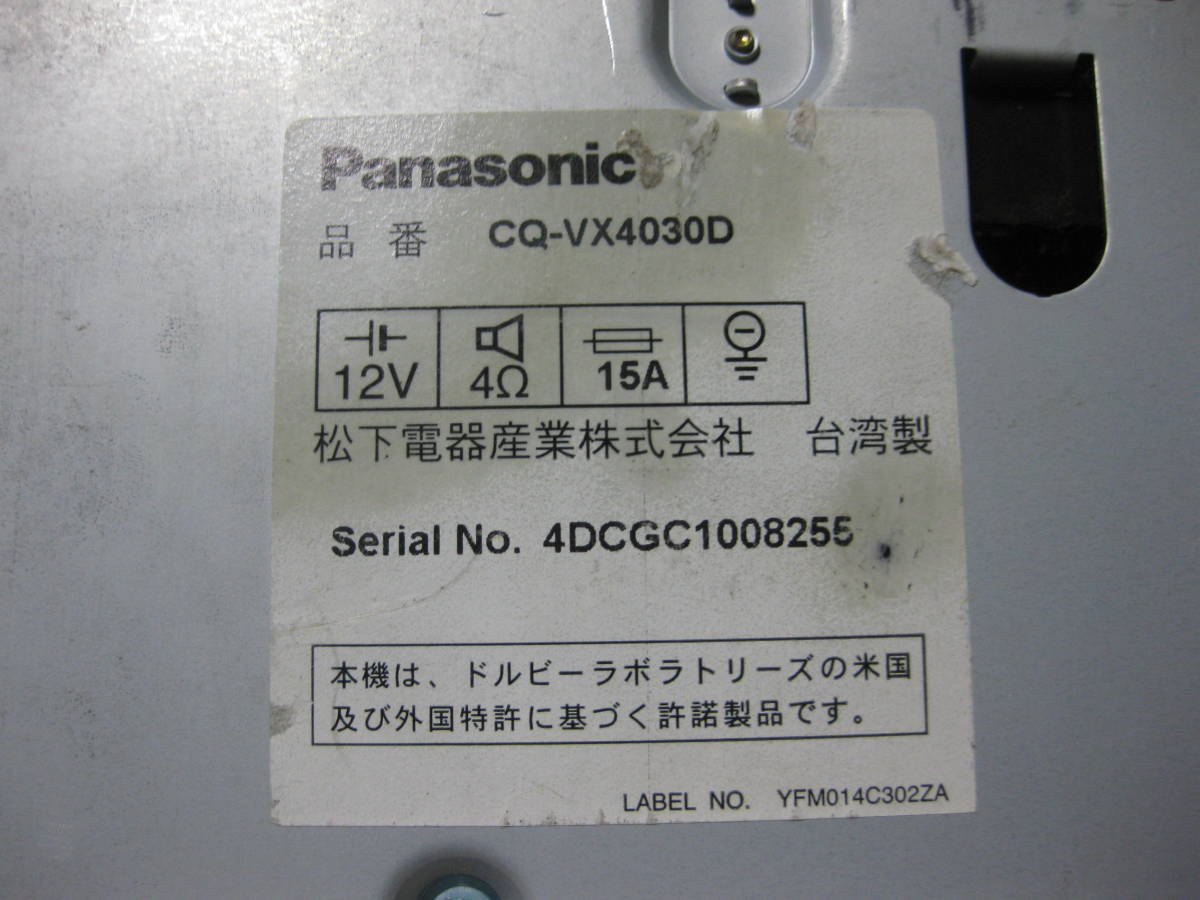 Panasonic
品番 CQ-VX4030D
12V 4Ω 15A
松下電器産業株式会社 台湾製
Serial No. 4DCGC1008255
本機は、ドルビーラボラトリーズの米国
及び外国特許に基づく許諾製品です。
LABEL NO. YFM014C302ZA